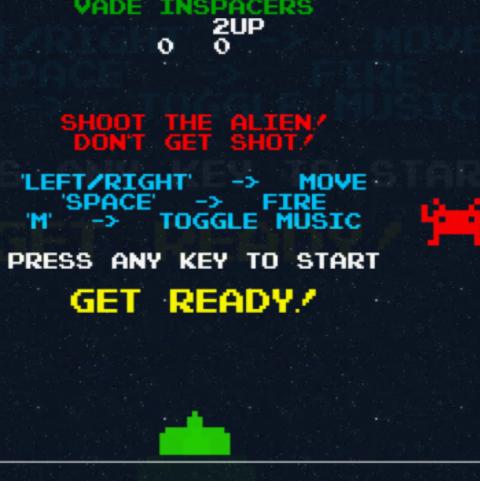 VADE INSPACERS
2UP
0 0
SHOOT THE ALIEN!
DON'T GET SHOT!
'LEFT/RIGHT' -> MOVE
'SPACE' -> FIRE
'M' -> TOGGLE MUSIC
PRESS ANY KEY TO START
GET READY!